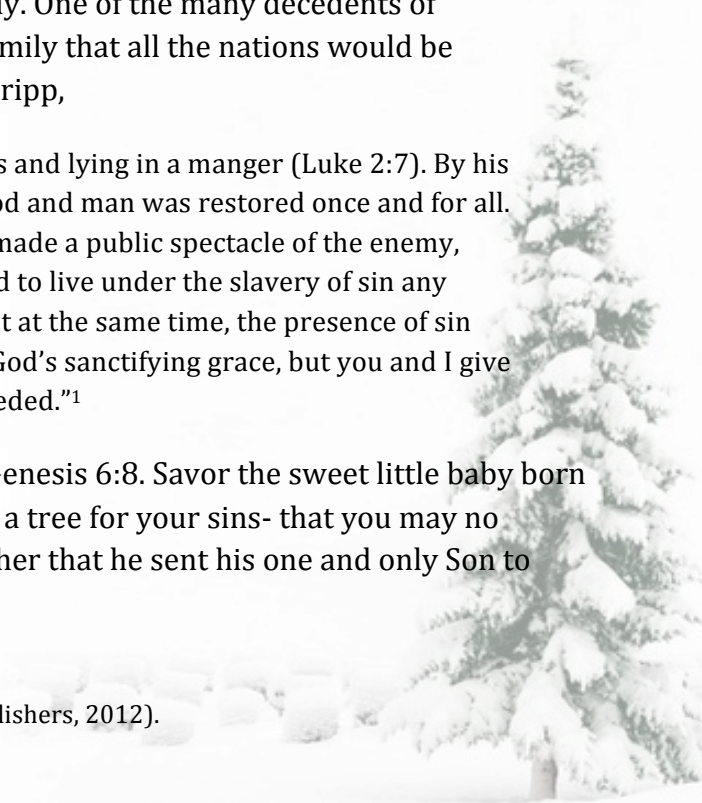 ly. One of the many decedents of
mily that all the nations would be
ripp,
s and lying in a manger (Luke 2:7). By his
od and man was restored once and for all.
made a public spectacle of the enemy,
d to live under the slavery of sin any
t at the same time, the presence of sin
God’s sanctifying grace, but you and I give
eded.”¹
enesis 6:8. Savor the sweet little baby born
a tree for your sins- that you may no
her that he sent his one and only Son to
lishers, 2012).